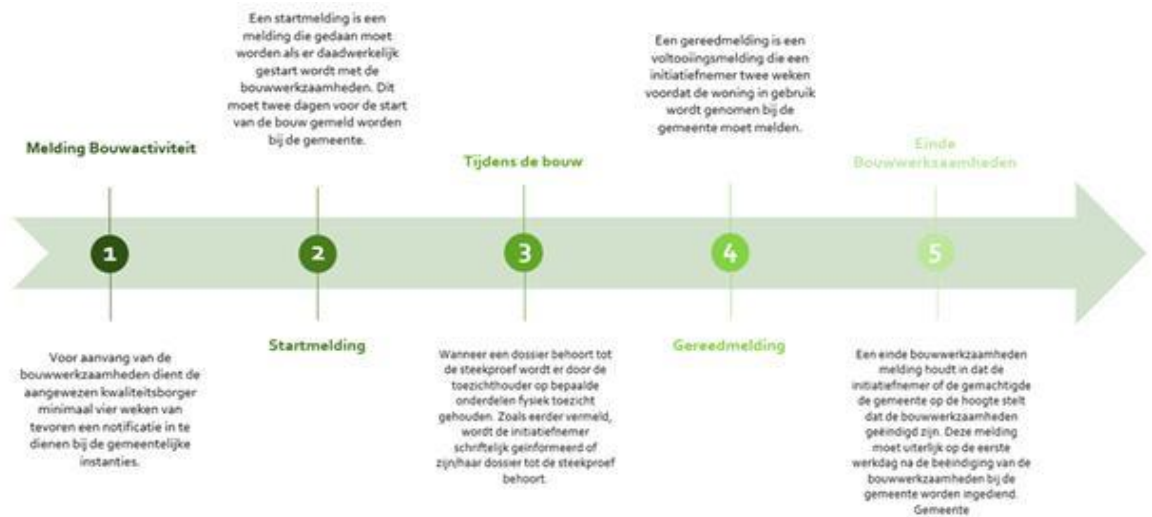 Melding Bouwactiviteit
1
Voor aanvang van de
bouwwerkzaamheden dient de
aangewezen kwaliteitsborger
minimaal vier weken van
tevoren een notificatie in te
dienen bij de gemeentelijke
instanties.
Een startmelding is een
melding die gedaan moet
worden als er daadwerkelijk
gestart wordt met de
bouwwerkzaamheden. Dit
moet twee dagen voor de start
van de bouw gemeld worden
bij de gemeente.
2
Startmelding
Tijdens de bouw
3
Wanneer een dossier behoort tot
de steekproef wordt er door de
toezichthouder op bepaalde
onderdelen fysiek toezicht
gehouden. Zoals eerder vermeld,
wordt de initiatiefnemer
schriftelijk geïnformeerd of
zijn/haar dossier tot de steekproef
behoort.
Een gereedmelding is een
voltooiingsmelding die een
initiatiefnemer twee weken
voordat de woning in gebruik
wordt genomen bij de
gemeente moet melden.
4
Gereedmelding
Einde
Bouwwerkzaamheden
5
Een einde bouwwerkzaamheden
melding houdt in dat de
initiatiefnemer of de gemachtigde
de gemeente op de hoogte stelt
dat de bouwwerkzaamheden
geëindigd zijn. Deze melding
moet uiterlijk op de eerste
werkdag na de beëindiging van de
bouwwerkzaamheden bij de
gemeente worden ingediend.
Gemeente